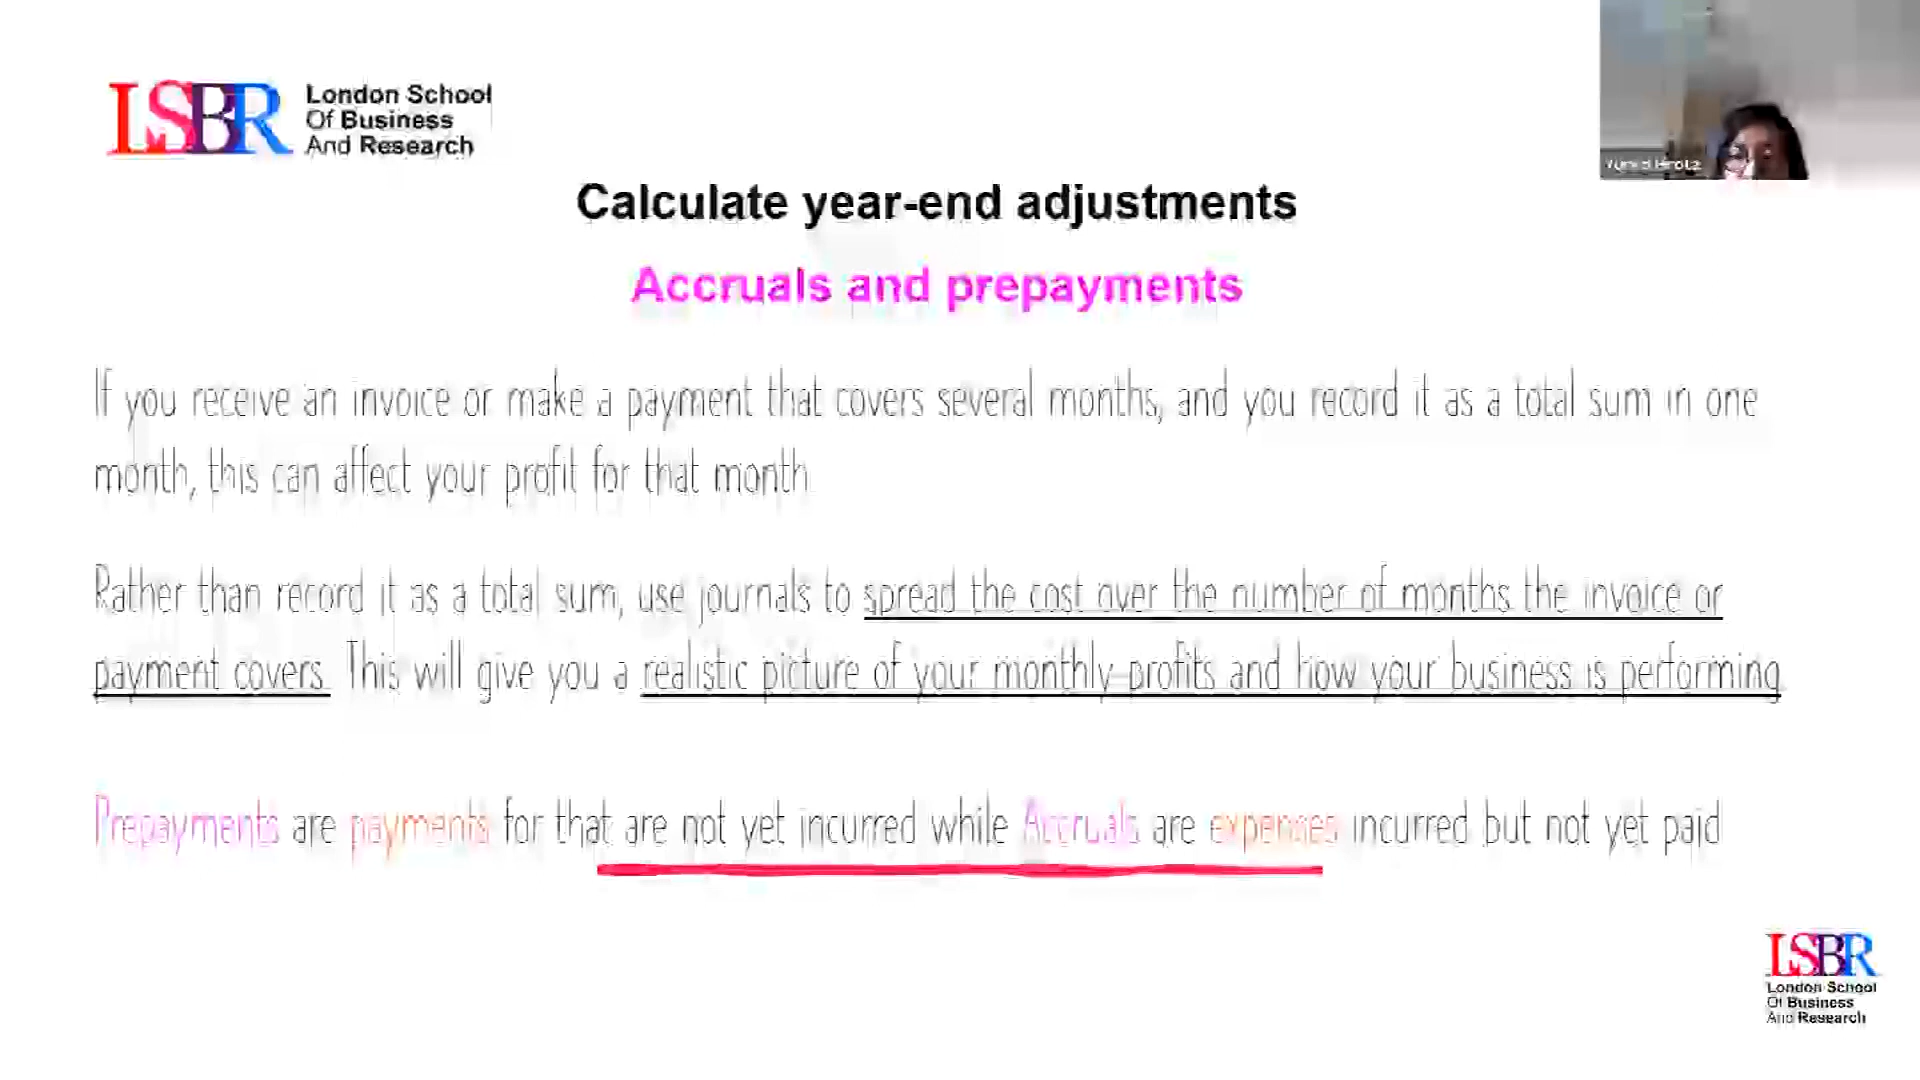 LSBR
London School
Of Business
And Research
Calculate year-end adjustments
Accruals and prepayments
If you receive an invoice or make a payment that covers several months, and you record it as a total sum in one
month, this can affect your profit for that month
Rather than record it as a total sum, use journals to spread the cost over the number of months the invoice or
payment covers. This will give you a realistic picture of your monthly profits and how your business is performing
Prepayments are payments for that are not yet incurred while Accruals are expenses incurred but not yet paid
LSBR
London School
Of Business
And Research